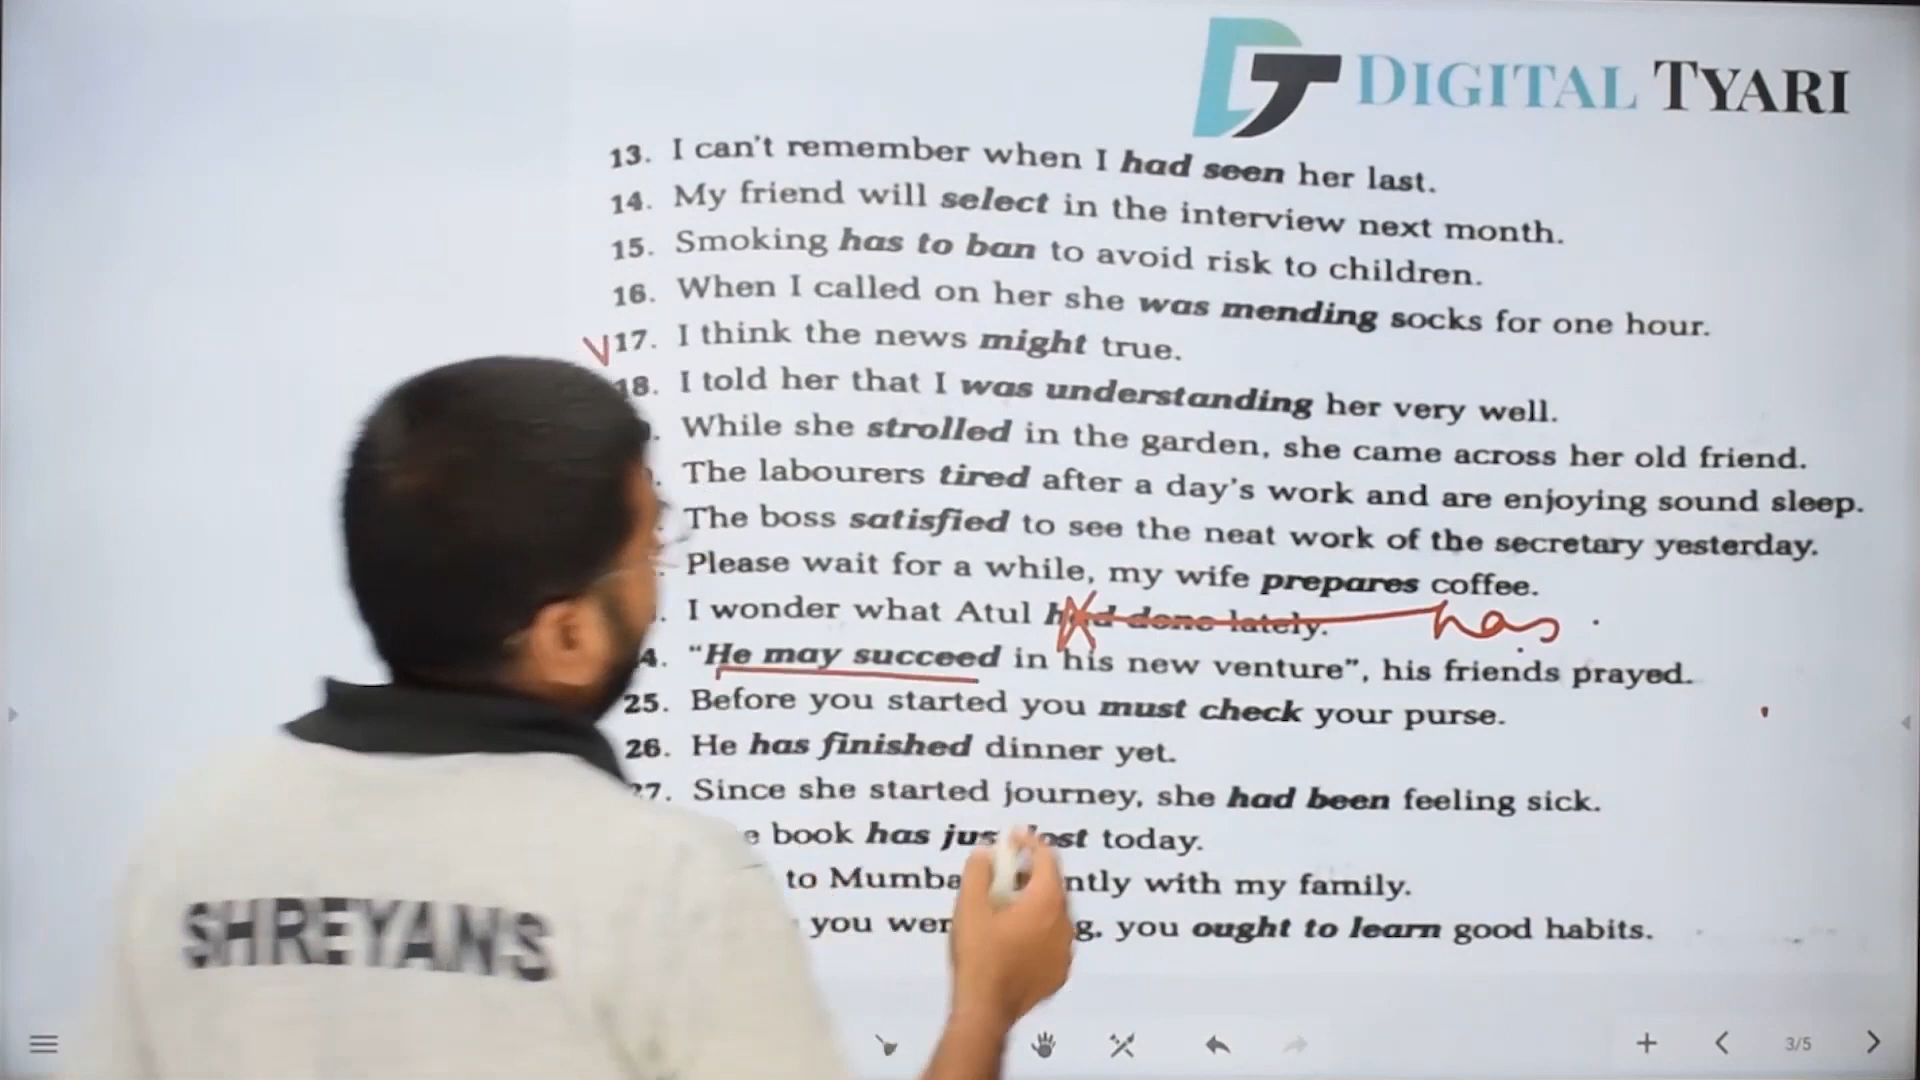 DT DIGITAL TYARI
13. I can't remember when I had seen her last.
14. My friend will select in the interview next month.
15. Smoking has to ban to avoid risk to children.
16. When I called on her she was mending socks for one hour.
17. I think the news might true.
18. I told her that I was understanding her very well.
While she strolled in the garden, she came across her old friend.
The labourers tired after a day's work and are enjoying sound sleep.
The boss satisfied to see the neat work of the secretary yesterday.
Please wait for a while, my wife prepares coffee.
I wonder what Atul had done lately. has
4. "He may succeed in his new venture", his friends prayed.
25. Before you started you must check your purse.
26. He has finished dinner yet.
27. Since she started journey, she had been feeling sick.
book has just lost today.
to with my family.
you ought to learn good habits.
SHREYANS
3/5